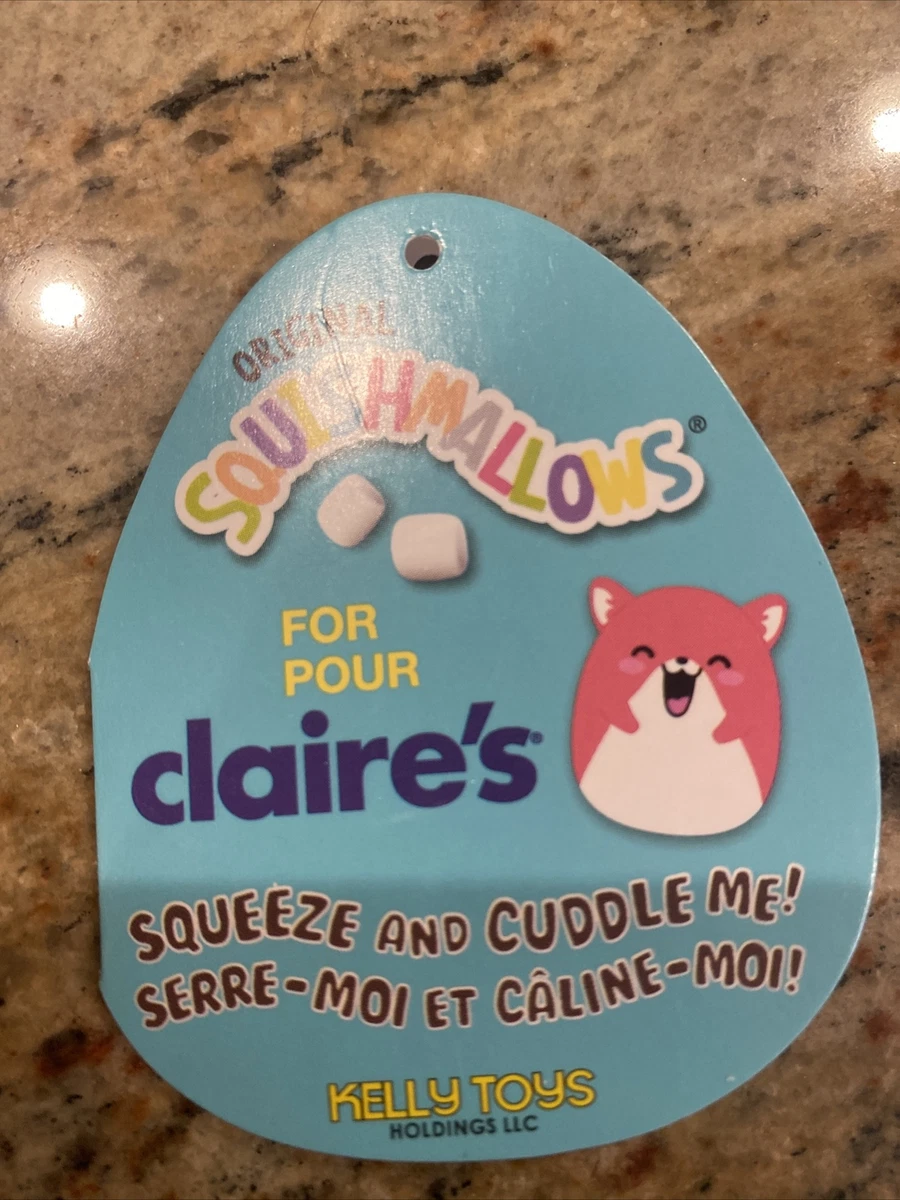 ORIGINAL
SQUISHMALLOWS®
FOR
POUR
claire's®
SQUEEZE AND CUDDLE ME!
SERRE-MOI ET CÂLINE-MOI!
KELLY TOYS
HOLDINGS LLC